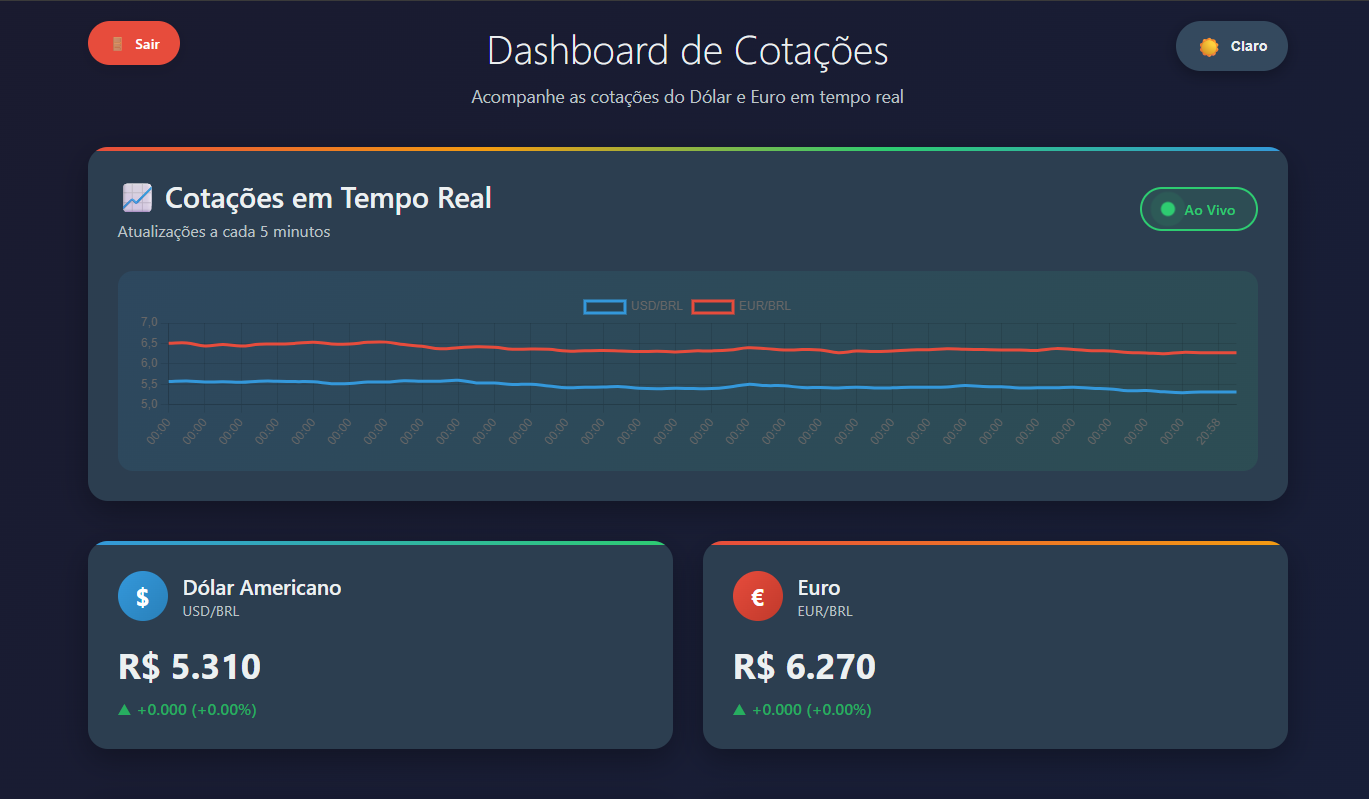 Sair
Dashboard de Cotações
Claro
Acompanhe as cotações do Dólar e Euro em tempo real
Cotações em Tempo Real
Atualizações a cada 5 minutos
Ao Vivo
USD/BRL EUR/BRL
7,0
6,5
6,0
5,5
5,0
00:00 00:00 00:00 00:00 00:00 00:00 00:00 00:00 00:00 00:00 00:00 00:00 00:00 00:00 00:00 00:00 00:00 00:00 00:00 00:00 00:00 00:00 00:00 00:00 00:00 00:00 00:00 00:00 00:00 20:58
$
Dólar Americano
USD/BRL
R$ 5.310
▲ +0.000 (+0.00%)
€
Euro
EUR/BRL
R$ 6.270
▲ +0.000 (+0.00%)